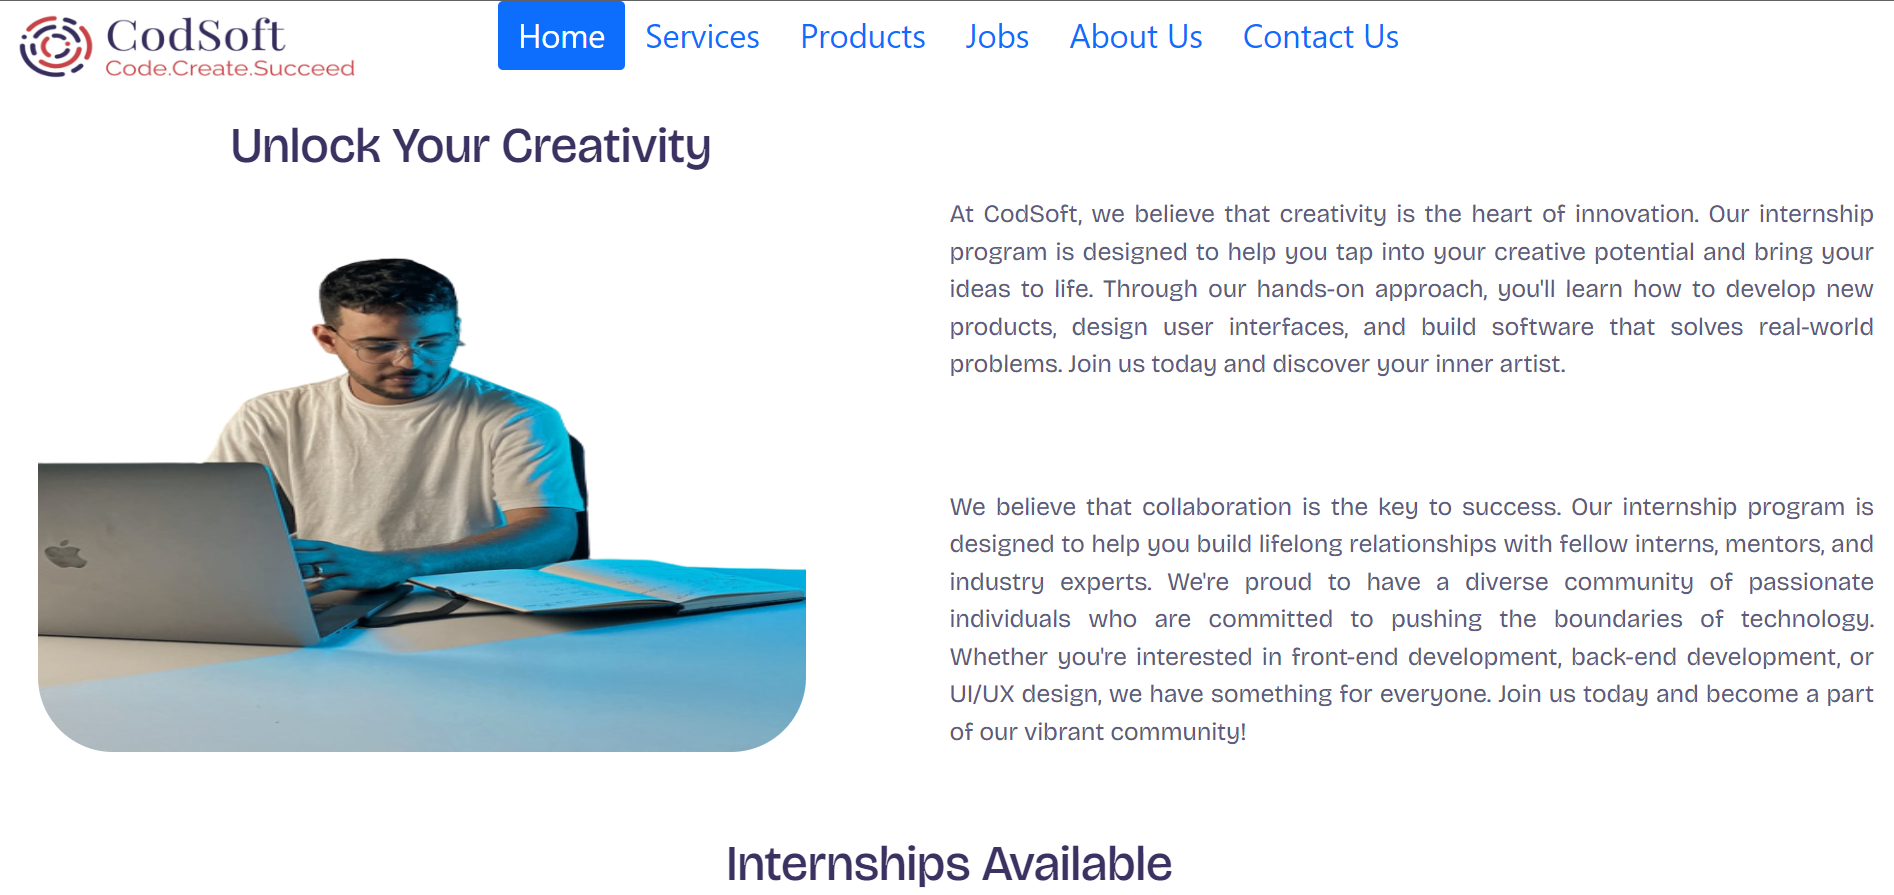 CodSoft
Code.Create.Succeed
Home Services Products Jobs About Us Contact Us
Unlock Your Creativity
At CodSoft, we believe that creativity is the heart of innovation. Our internship
program is designed to help you tap into your creative potential and bring your
ideas to life. Through our hands-on approach, you'll learn how to develop new
products, design user interfaces, and build software that solves real-world
problems. Join us today and discover your inner artist.
We believe that collaboration is the key to success. Our internship program is
designed to help you build lifelong relationships with fellow interns, mentors, and
industry experts. We're proud to have a diverse community of passionate
individuals who are committed to pushing the boundaries of technology.
Whether you're interested in front-end development, back-end development, or
UI/UX design, we have something for everyone. Join us today and become a part
of our vibrant community!
Internships Available